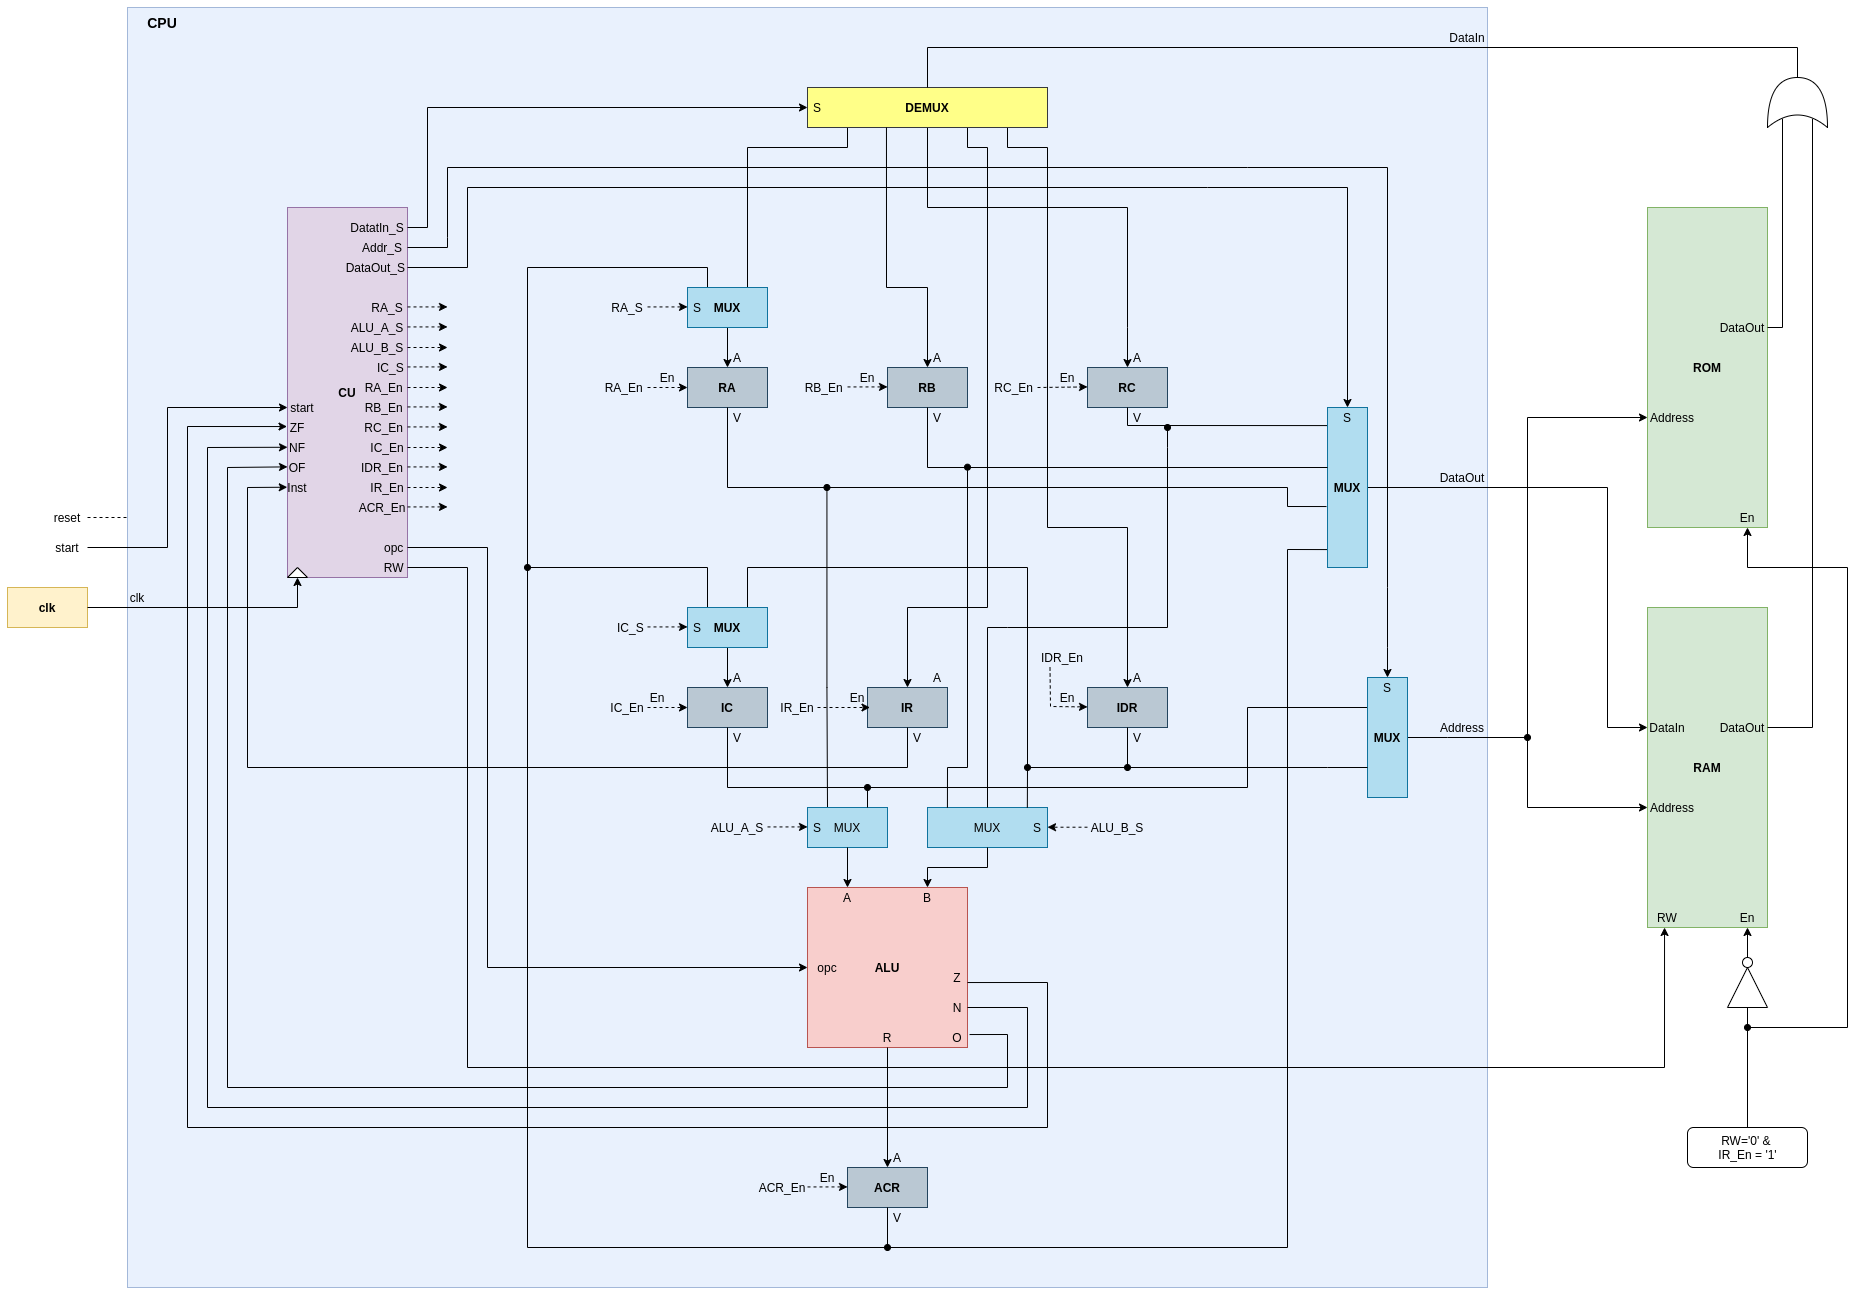 CPU
DataIn
S DEMUX
DatatIn_S
Addr_S
DataOut_S
RA_S
ALU_A_S
ALU_B_S
IC_S
RA_En
RB_En
RC_En
IC_En
IDR_En
IR_En
ACR_En
opc
RW
CU
start
ZF
NF
OF
Inst
reset
start
clk
clk
RA_S
S MUX
A
RA_En
En
RA
V
A
RB_En
En
RB
V
A
RC_En
En
RC
V
S
MUX
DataOut
IC_S
S MUX
A
IC_En
En
IC
V
A
IR_En
En
IR
V
IDR_En
A
En
IDR
V
S
MUX
Address
ALU_A_S
S MUX
MUX S
ALU_B_S
A
B
opc
ALU
Z
N
O
R
A
ACR_En
En
ACR
V
DataOut
ROM
Address
En
DataIn
DataOut
RAM
Address
RW
En
RW='0' &
IR_En = '1'